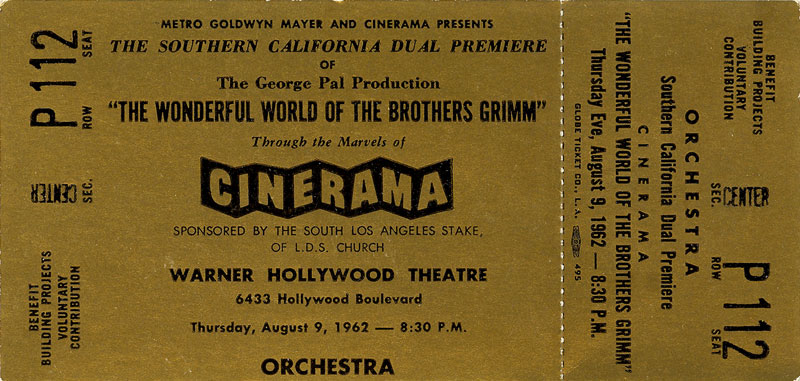 METRO GOLDWYN MAYER AND CINERAMA PRESENTS
THE SOUTHERN CALIFORNIA DUAL PREMIERE
OF
The George Pal Production
"THE WONDERFUL WORLD OF THE BROTHERS GRIMM"
Through the Marvels of
CINERAMA
SPONSORED BY THE SOUTH LOS ANGELES STAKE,
OF L.D.S. CHURCH
WARNER HOLLYWOOD THEATRE
6433 Hollywood Boulevard
Thursday, August 9, 1962 — 8:30 P.M.
ORCHESTRA
P 112
ROW SEAT
CENTER
SEC.
BENEFIT
BUILDING PROJECTS
VOLUNTARY
CONTRIBUTION
BENEFIT
BUILDING PROJECTS
VOLUNTARY
CONTRIBUTION
ORCHESTRA
Southern California Dual Premiere
CINERAMA
"THE WONDERFUL WORLD OF THE BROTHERS GRIMM"
Thursday Eve, August 9, 1962 — 8:30 P.M.
GLOBE TICKET CO., L. A. 495
SEC. CENTER
ROW SEAT
P 112